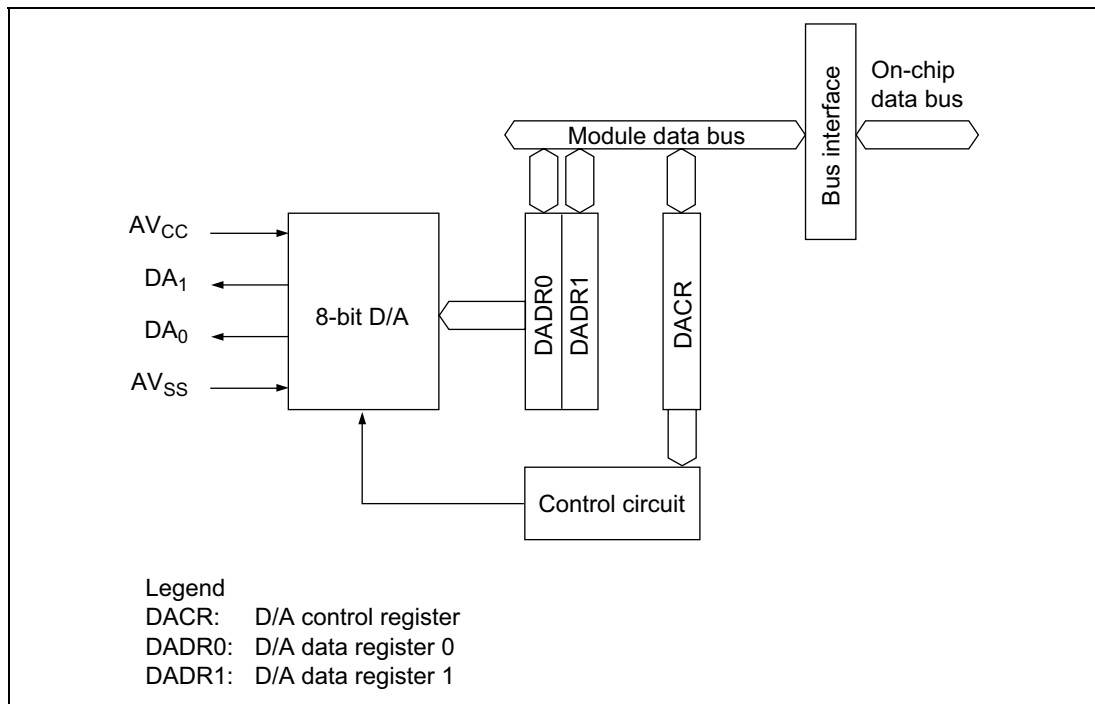 On-chip
data bus
Bus interface
Module data bus
AVCC
DA1
DA0
AVSS
8-bit D/A
DADR0
DADR1
DACR
Control circuit
Legend
DACR: D/A control register
DADR0: D/A data register 0
DADR1: D/A data register 1